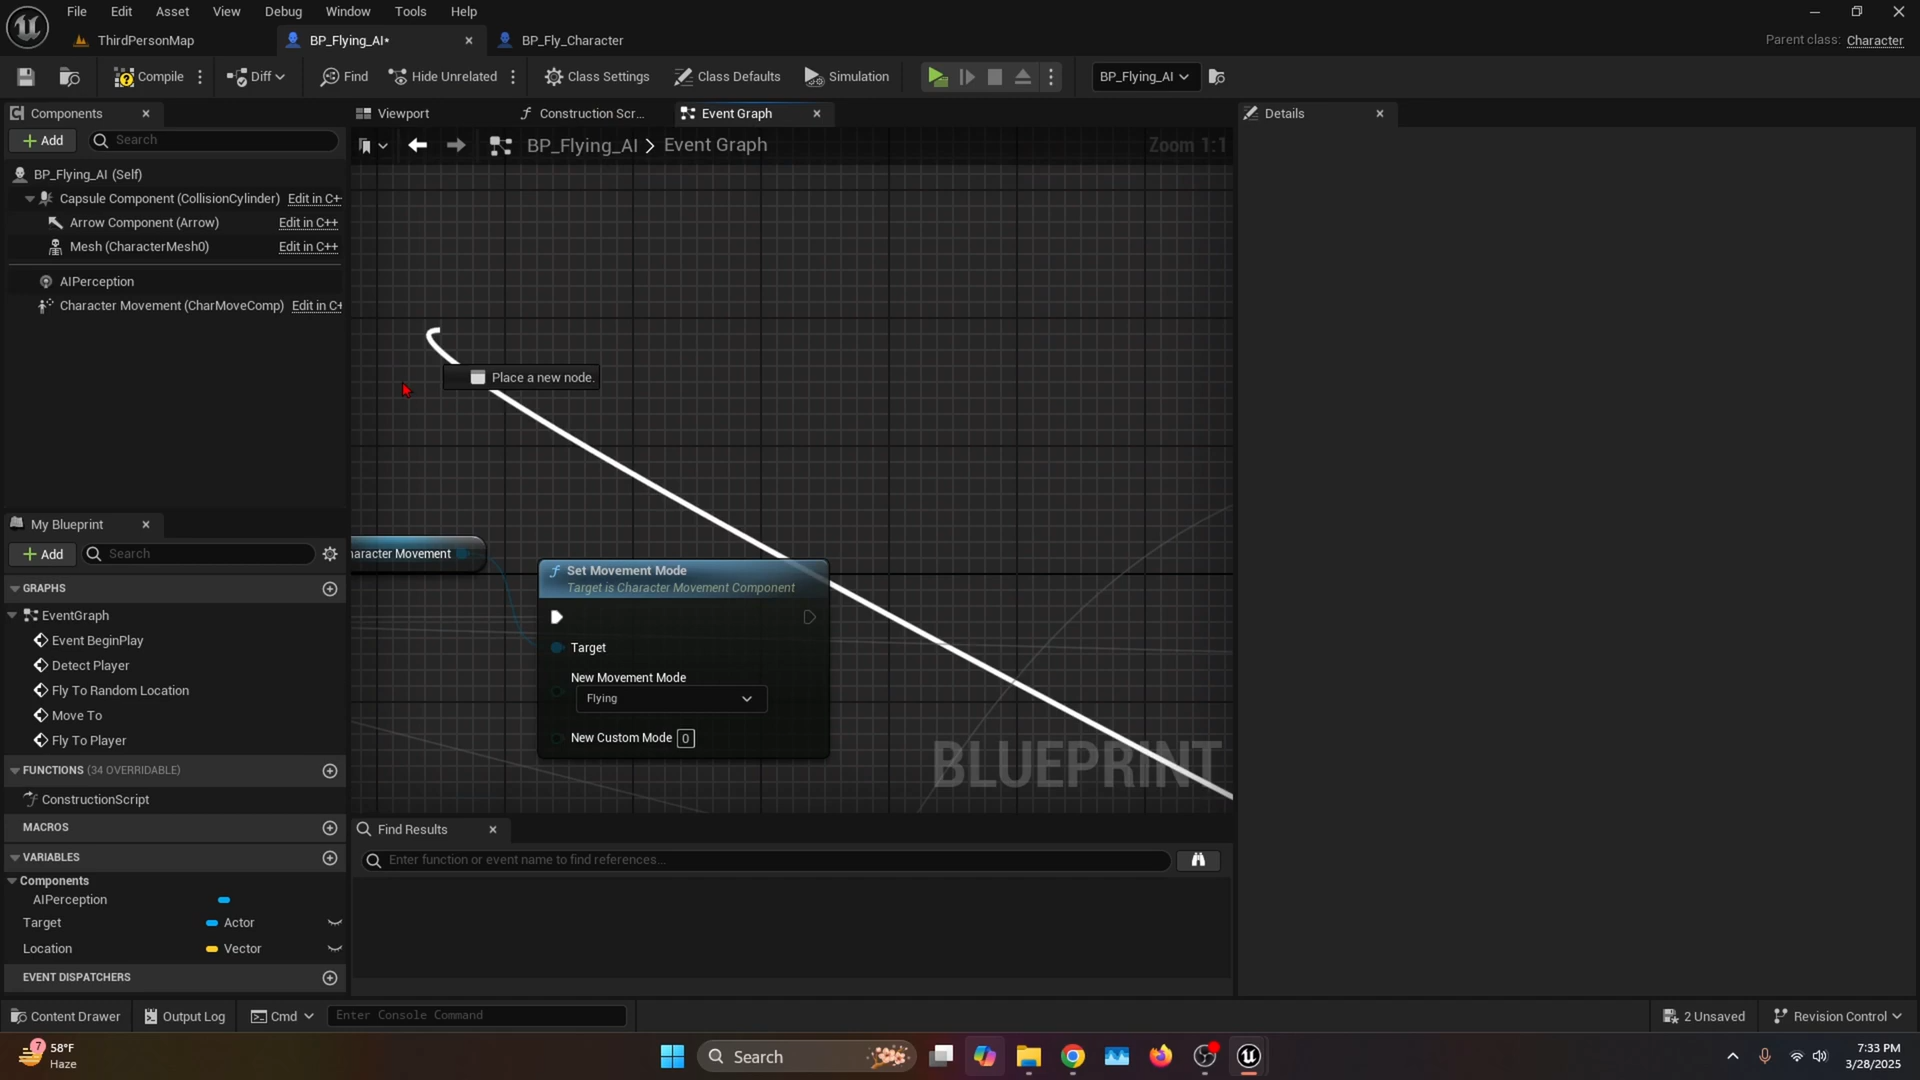 File Edit Asset View Debug Window Tools Help
ThirdPersonMap BP_Flying_AI* BP_Fly_Character Parent class: Character
Compile Diff Find Hide Unrelated Class Settings Class Defaults Simulation BP_Flying_AI
Components Viewport Construction Scr... Event Graph Details
Add Search
BP_Flying_AI > Event Graph Zoom 1:1
BP_Flying_AI (Self)
Capsule Component (CollisionCylinder) Edit in C+
Arrow Component (Arrow) Edit in C++
Mesh (CharacterMesh0) Edit in C++
AIPerception
Character Movement (CharMoveComp) Edit in C+
Place a new node.
My Blueprint
Add Search
haracter Movement
Set Movement Mode
Target is Character Movement Component
Target
New Movement Mode
Flying
New Custom Mode 0
BLUEPRINT
GRAPHS
EventGraph
Event BeginPlay
Detect Player
Fly To Random Location
Move To
Fly To Player
FUNCTIONS (34 OVERRIDABLE)
ConstructionScript
MACROS
VARIABLES
Components
AIPerception
Target Actor
Location Vector
EVENT DISPATCHERS
Find Results
Enter function or event name to find references...
Content Drawer Output Log Cmd Enter Console Command 2 Unsaved Revision Control
7 58°F
Haze
Search
7:33 PM
3/28/2025